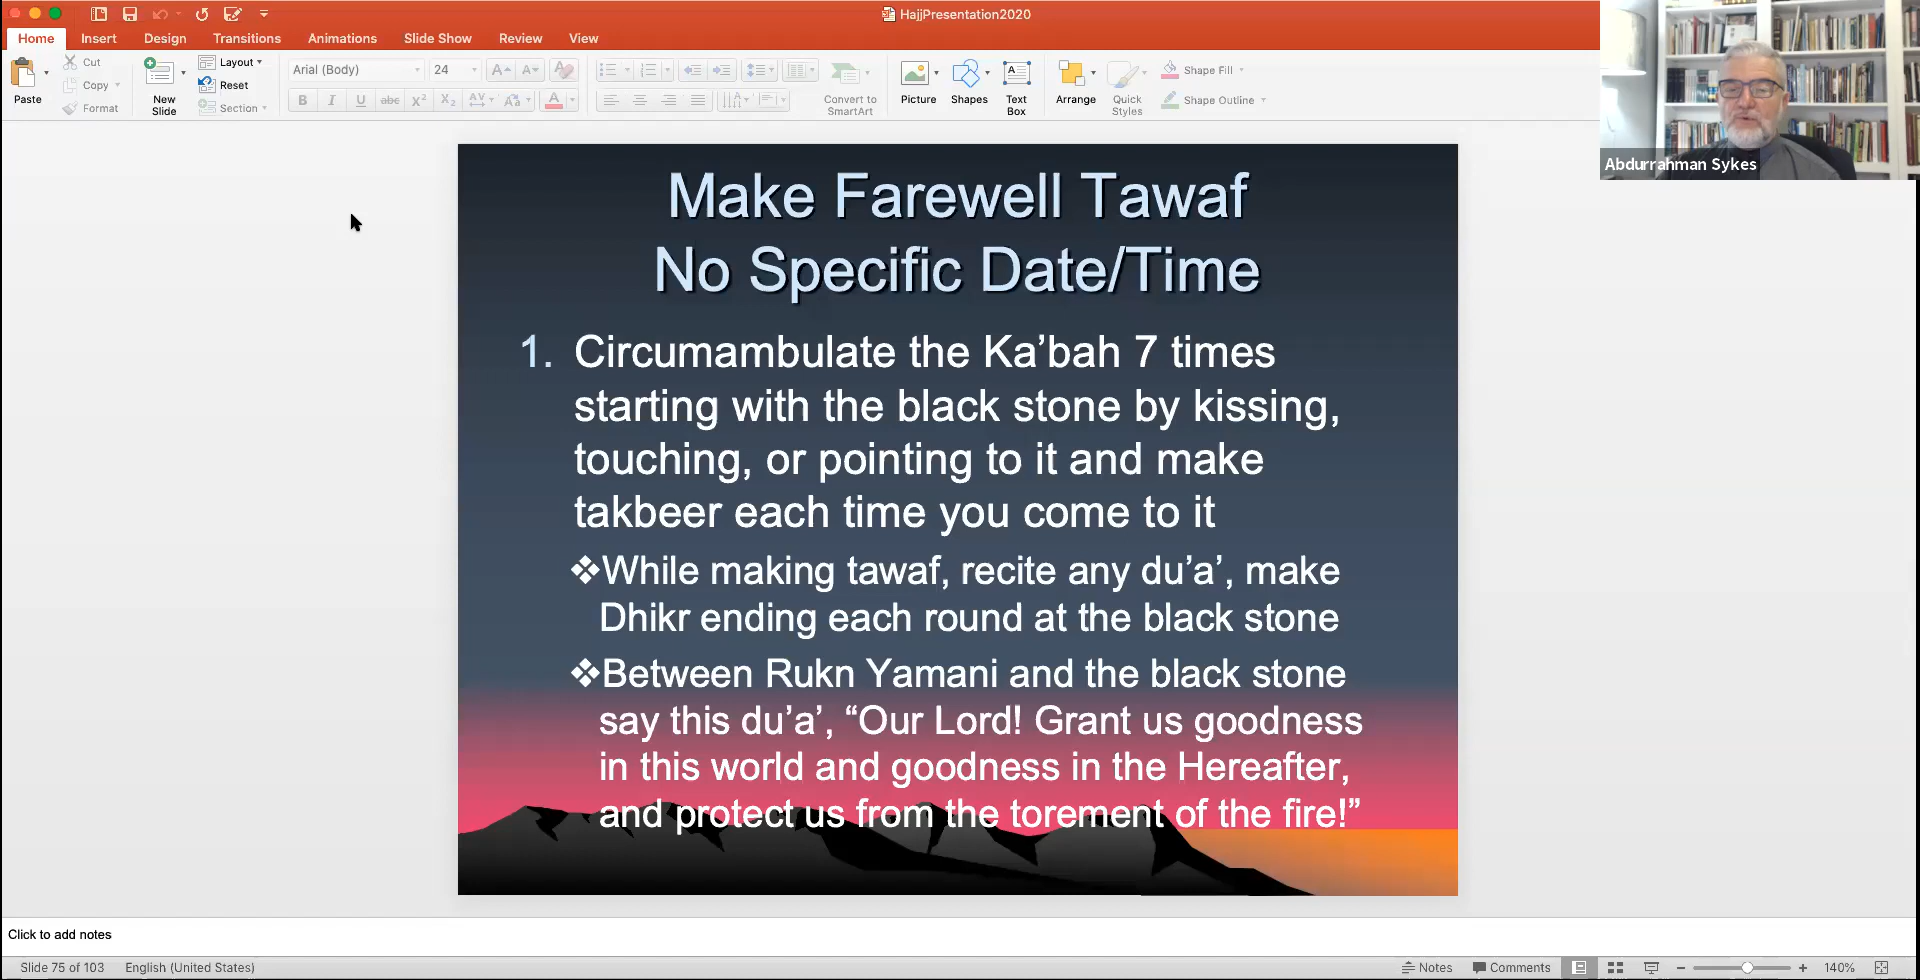 HajjPresentation2020
Home Insert Design Transitions Animations Slide Show Review View
Paste
Cut
Copy
Format
New
Slide
Layout
Reset
Section
Arial (Body) 24
Convert to
SmartArt
Picture
Shapes
Text
Box
Arrange
Quick
Styles
Shape Fill
Shape Outline
Abdurrahman Sykes
Make Farewell Tawaf
No Specific Date/Time
1. Circumambulate the Ka’bah 7 times
starting with the black stone by kissing,
touching, or pointing to it and make
takbeer each time you come to it
❖While making tawaf, recite any du’a’, make
Dhikr ending each round at the black stone
❖Between Rukn Yamani and the black stone
say this du’a’, “Our Lord! Grant us goodness
in this world and goodness in the Hereafter,
and protect us from the torement of the fire!”
Click to add notes
Slide 75 of 103 English (United States) Notes Comments 140%